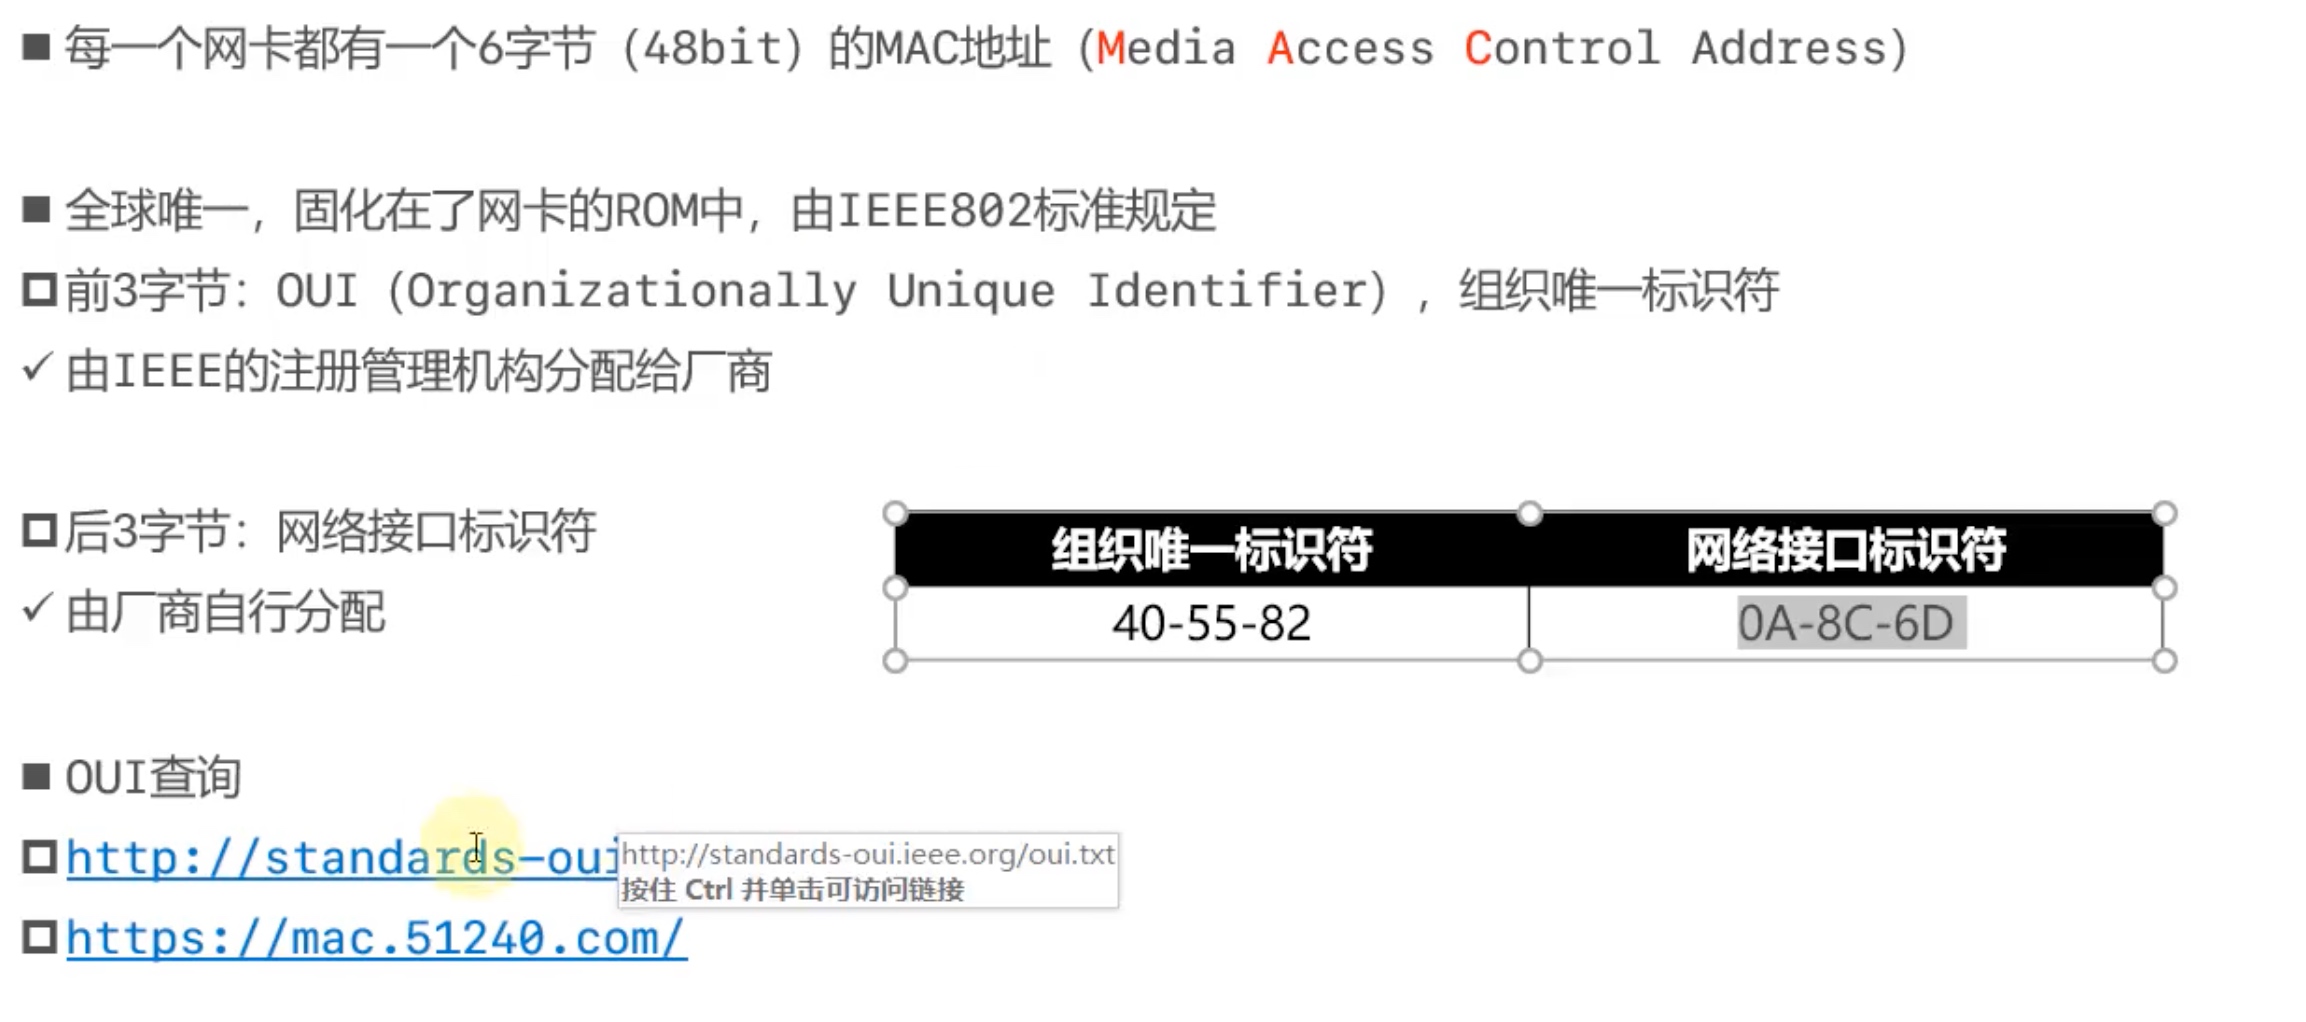 ■ 每一个网卡都有一个6字节（48bit）的MAC地址（Media Access Control Address）
■ 全球唯一，固化在了网卡的ROM中，由IEEE802标准规定
前3字节：OUI（Organizationally Unique Identifier），组织唯一标识符
✓ 由IEEE的注册管理机构分配给厂商
后3字节：网络接口标识符
✓ 由厂商自行分配
组织唯一标识符 网络接口标识符
40-55-82 0A-8C-6D
■ OUI查询
http://standards-oui
http://standards-oui.ieee.org/oui.txt
按住 Ctrl 并单击可访问链接
https://mac.51240.com/